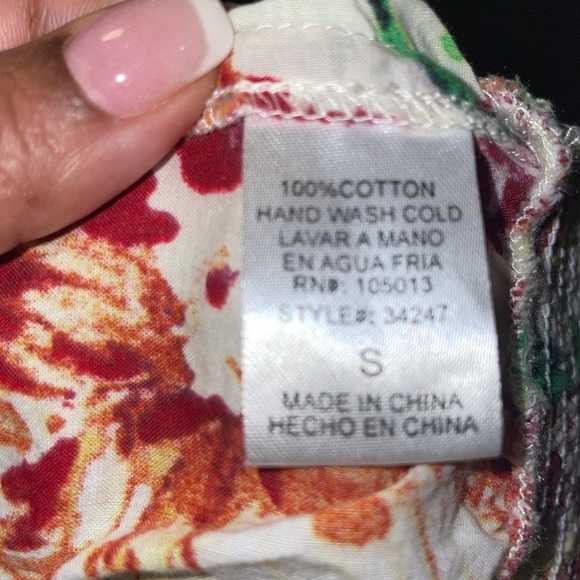 100%COTTON
HAND WASH COLD
LAVAR A MANO
EN AGUA FRIA
RN#: 105013
STYLE#: 34247
S
MADE IN CHINA
HECHO EN CHINA